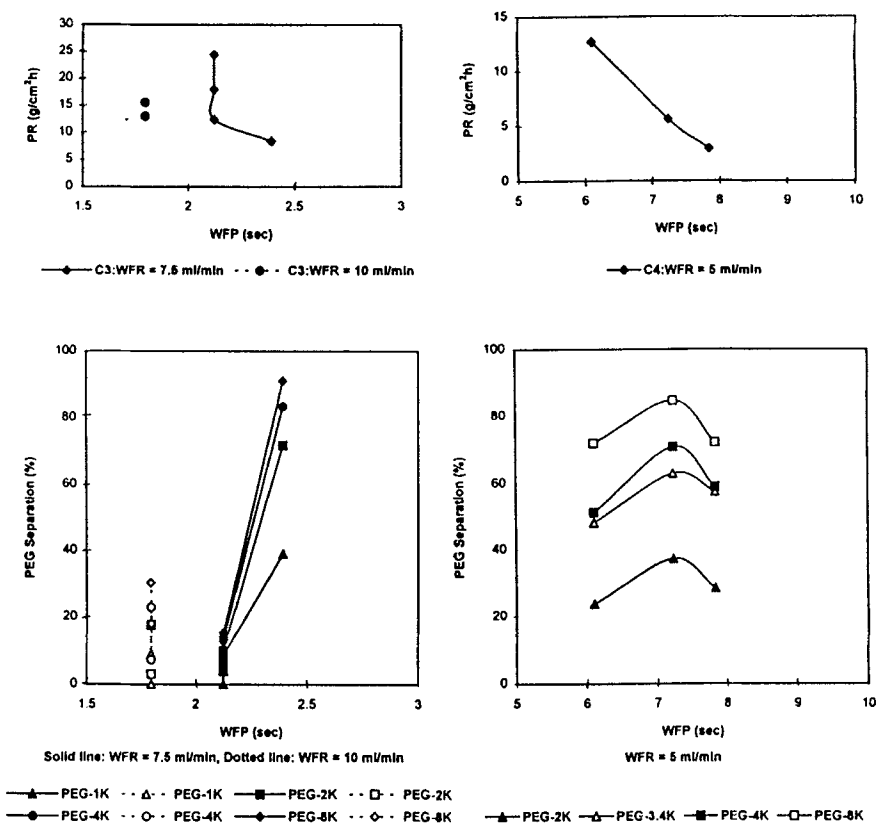 30
25
20
15
10
5
0
PR (g/cm²h)
1.5 2 2.5 3
WFP (sec)
C3:WFR = 7.5 ml/min C3:WFR = 10 ml/min
15
10
5
0
PR (g/cm²h)
5 6 7 8 9 10
WFP (sec)
C4:WFR = 5 ml/min
100
80
60
40
20
0
PEG Separation (%)
1.5 2 2.5 3
WFP (sec)
Solid line: WFR = 7.5 ml/min, Dotted line: WFR = 10 ml/min
PEG-1K PEG-1K PEG-2K PEG-2K
PEG-4K PEG-4K PEG-8K PEG-8K
100
80
60
40
20
0
PEG Separation (%)
5 6 7 8 9 10
WFP (sec)
WFR = 5 ml/min
PEG-2K PEG-3.4K PEG-4K PEG-8K